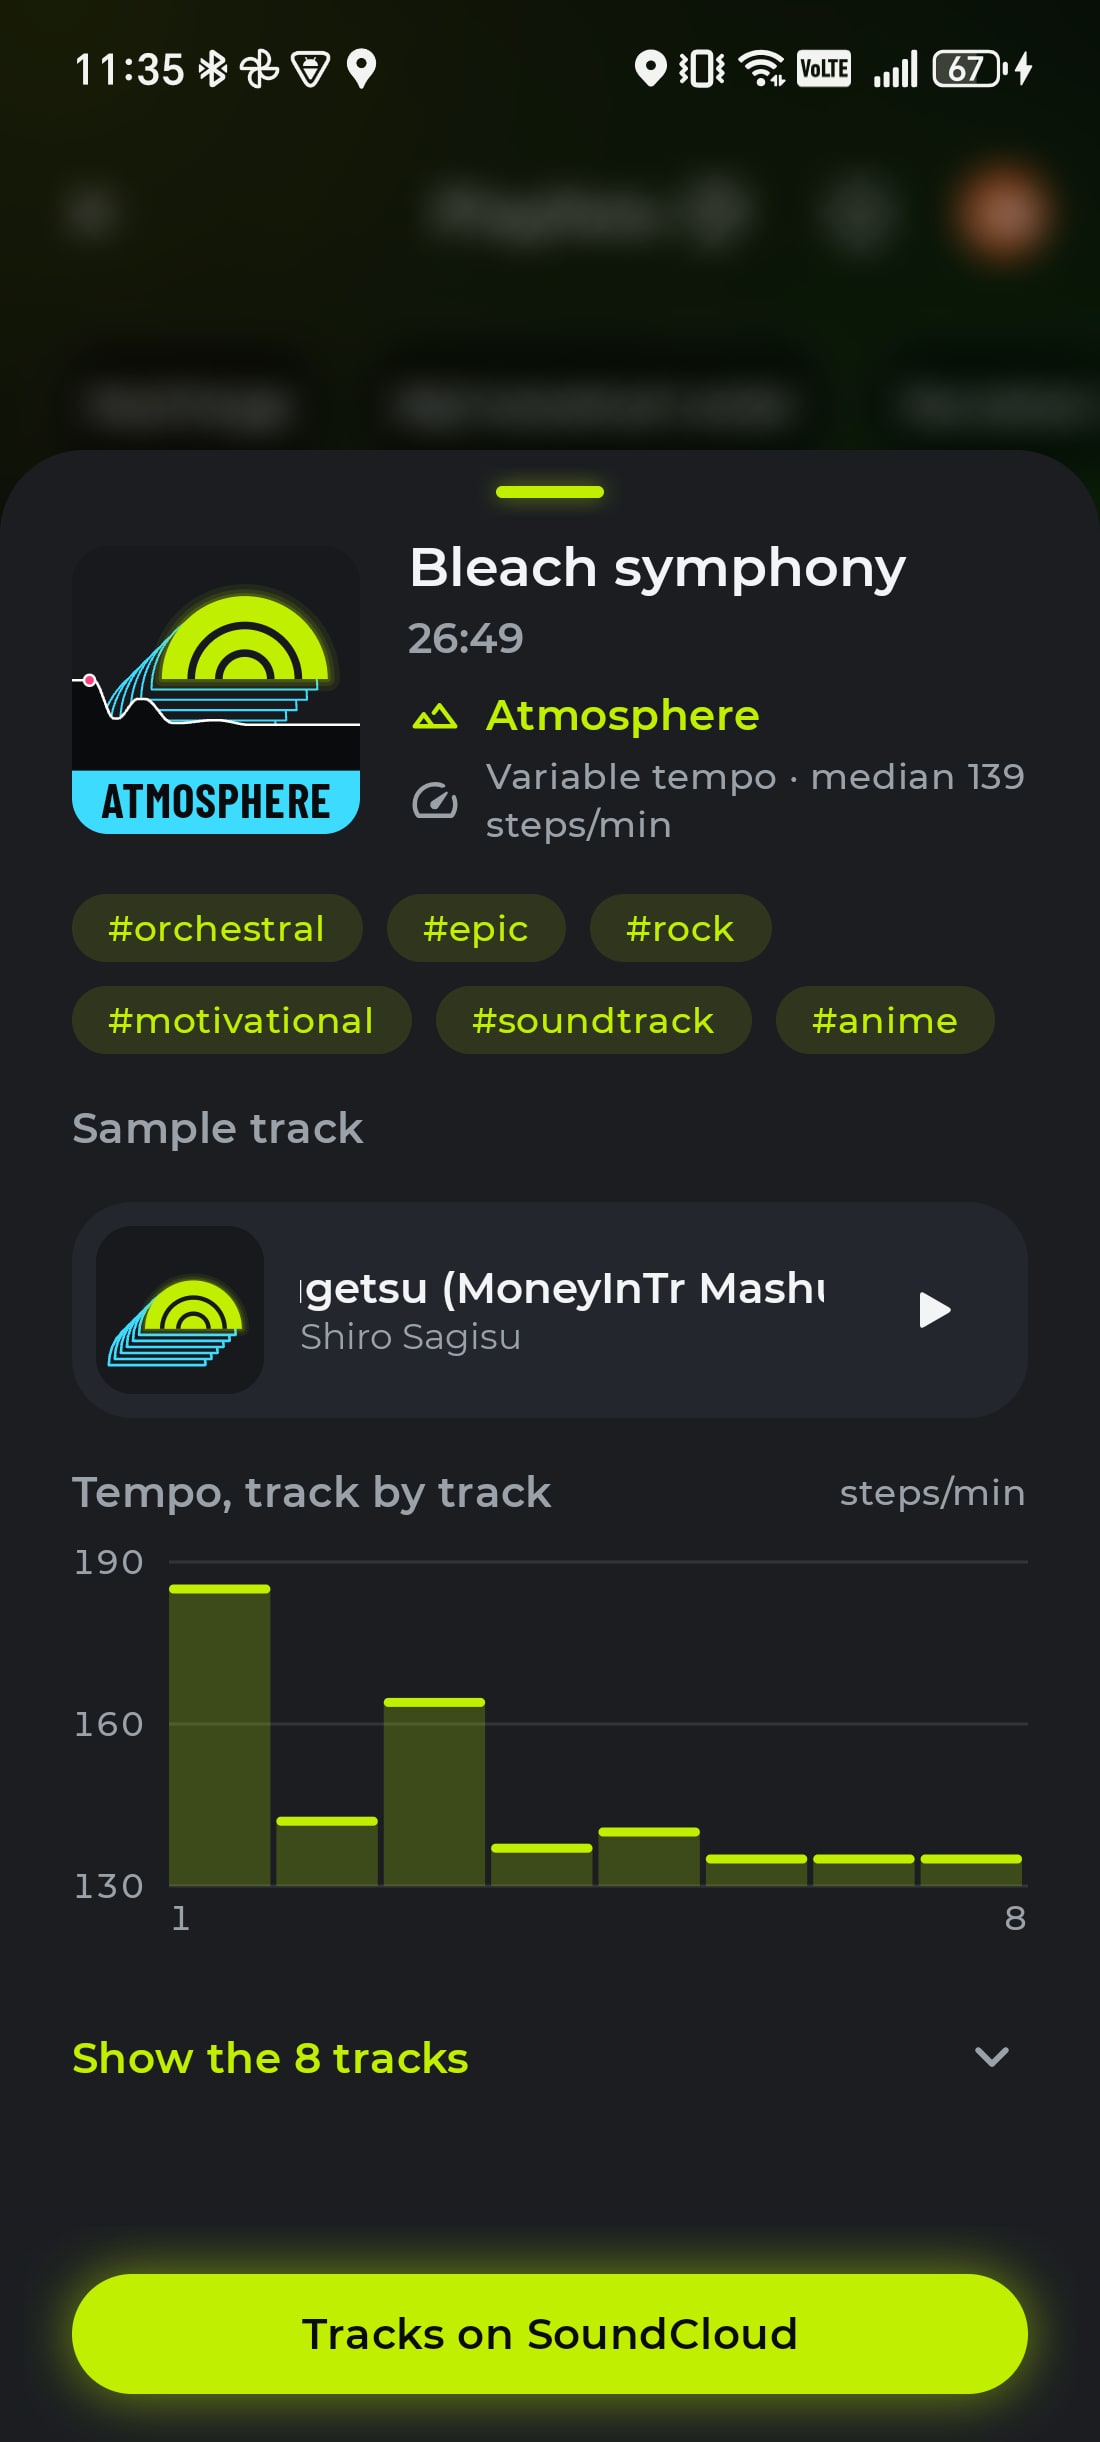 11:35
VoLTE
67
Bleach symphony
26:49
Atmosphere
Variable tempo · median 139
steps/min
ATMOSPHERE
#orchestral #epic #rock
#motivational #soundtrack #anime
Sample track
getsu (MoneyInTr Mashu
Shiro Sagisu
Tempo, track by track steps/min
190
160
130
1 8
Show the 8 tracks
Tracks on SoundCloud